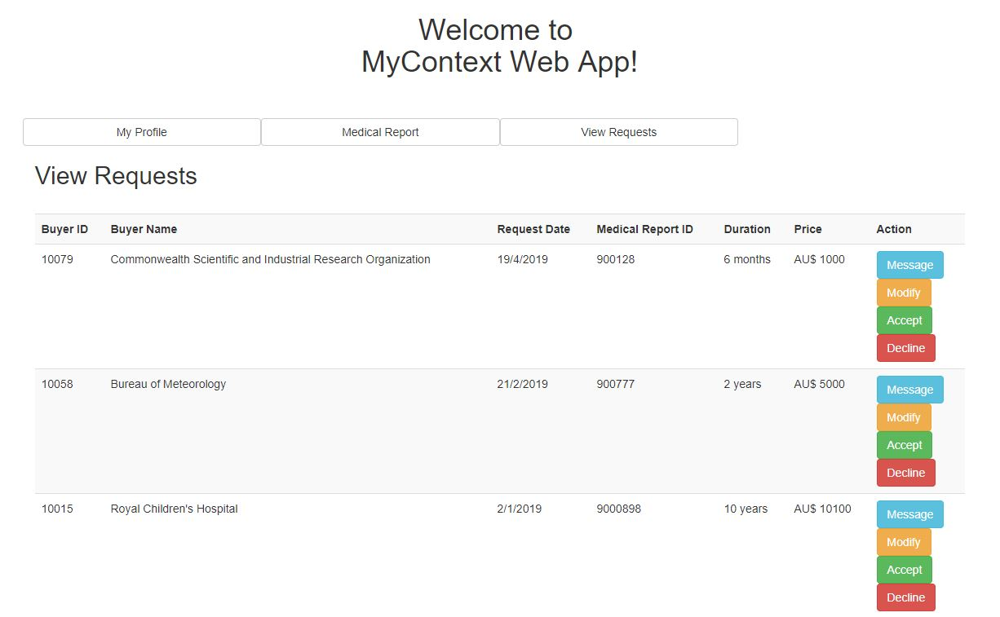 Welcome to
MyContext Web App!
My Profile Medical Report View Requests
View Requests
Buyer ID Buyer Name Request Date Medical Report ID Duration Price Action
10079 Commonwealth Scientific and Industrial Research Organization 19/4/2019 900128 6 months AU$ 1000 Message
Modify
Accept
Decline
10058 Bureau of Meteorology 21/2/2019 900777 2 years AU$ 5000 Message
Modify
Accept
Decline
10015 Royal Children's Hospital 2/1/2019 9000898 10 years AU$ 10100 Message
Modify
Accept
Decline